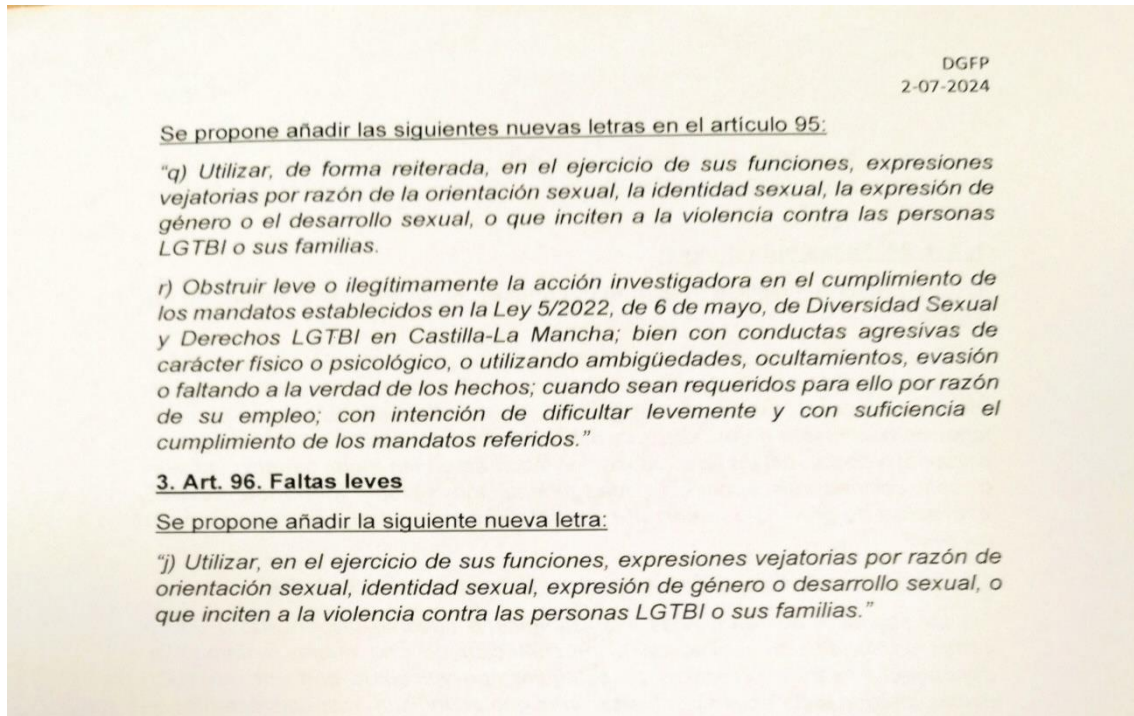 DGFP
2-07-2024
Se propone añadir las siguientes nuevas letras en el artículo 95:
“q) Utilizar, de forma reiterada, en el ejercicio de sus funciones, expresiones
vejatorias por razón de la orientación sexual, la identidad sexual, la expresión de
género o el desarrollo sexual, o que inciten a la violencia contra las personas
LGTBI o sus familias.
r) Obstruir leve o ilegítimamente la acción investigadora en el cumplimiento de
los mandatos establecidos en la Ley 5/2022, de 6 de mayo, de Diversidad Sexual
y Derechos LGTBI en Castilla-La Mancha; bien con conductas agresivas de
carácter físico o psicológico, o utilizando ambigüedades, ocultamientos, evasión
o faltando a la verdad de los hechos; cuando sean requeridos para ello por razón
de su empleo; con intención de dificultar levemente y con suficiencia el
cumplimiento de los mandatos referidos.”
3. Art. 96. Faltas leves
Se propone añadir la siguiente nueva letra:
“j) Utilizar, en el ejercicio de sus funciones, expresiones vejatorias por razón de
orientación sexual, identidad sexual, expresión de género o desarrollo sexual, o
que inciten a la violencia contra las personas LGTBI o sus familias.”